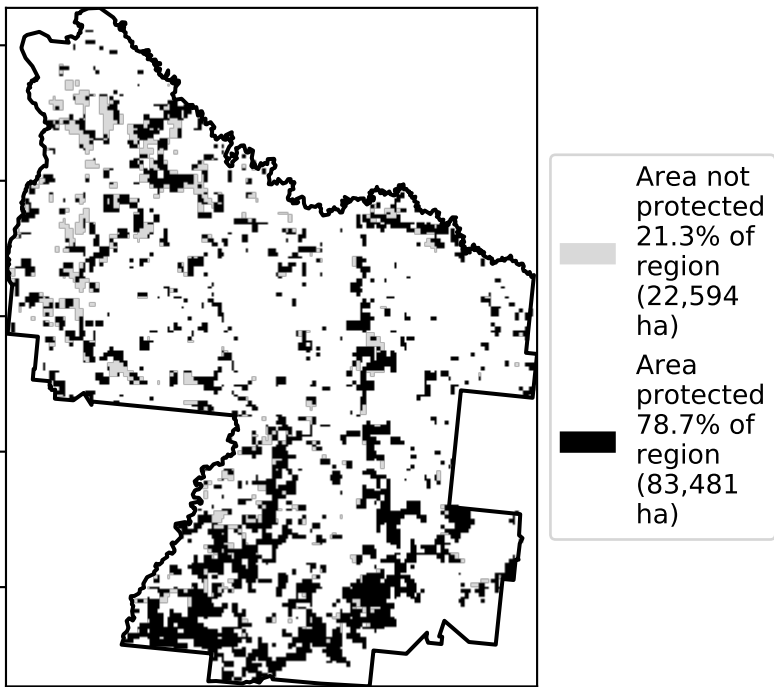 Area not
protected
21.3% of
region
(22,594
ha)
Area
protected
78.7% of
region
(83,481
ha)